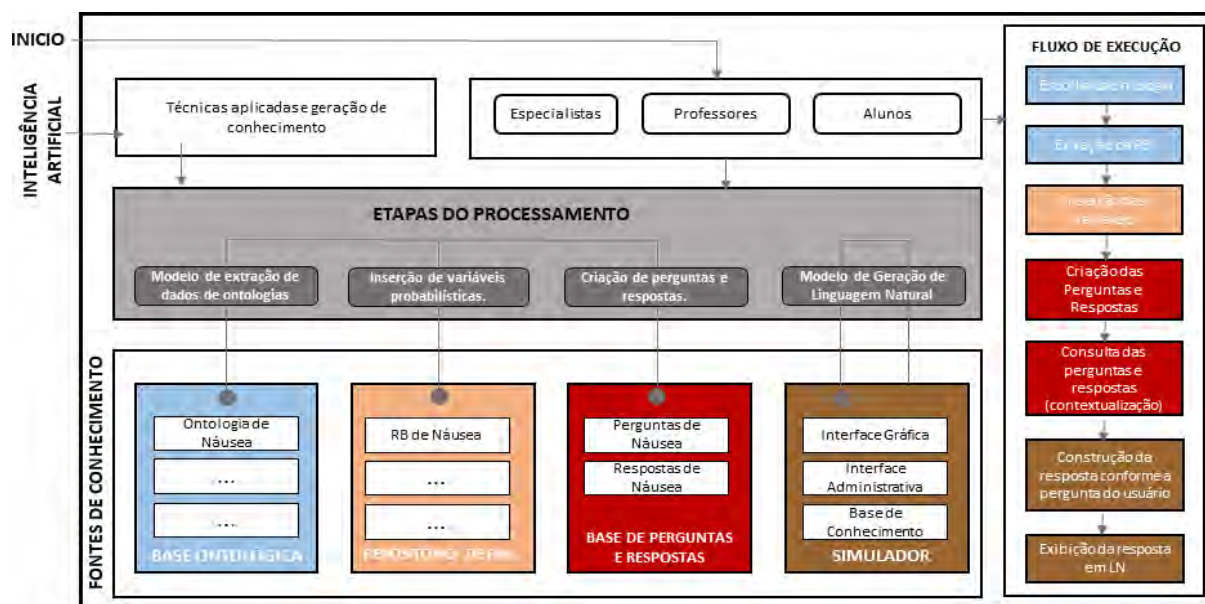 INICIO
INTELIGÊNCIA
ARTIFICIAL
Técnicas aplicadas e geração de
conhecimento
Especialistas
Professores
Alunos
ETAPAS DO PROCESSAMENTO
Modelo de extração de
dados de ontologias
Inserção de variáveis
probabilísticas.
Criação de perguntas e
respostas.
Modelo de Geração de
Linguagem Natural
FONTES DE CONHECIMENTO
Ontologia de
Náusea
...
...
BASE ONTOLÓGICA
RB de Náusea
...
...
Perguntas de
Náusea
Respostas de
Náusea
BASE DE PERGUNTAS
E RESPOSTAS
Interface Gráfica
Interface
Administrativa
Base de
Conhecimento
SIMULADOR
FLUXO DE EXECUÇÃO
Criação das
Perguntas e
Respostas
Consulta das
perguntas e
respostas
(contextualização)
Construção da
resposta conforme a
pergunta do usuário
Exibição da resposta
em LN